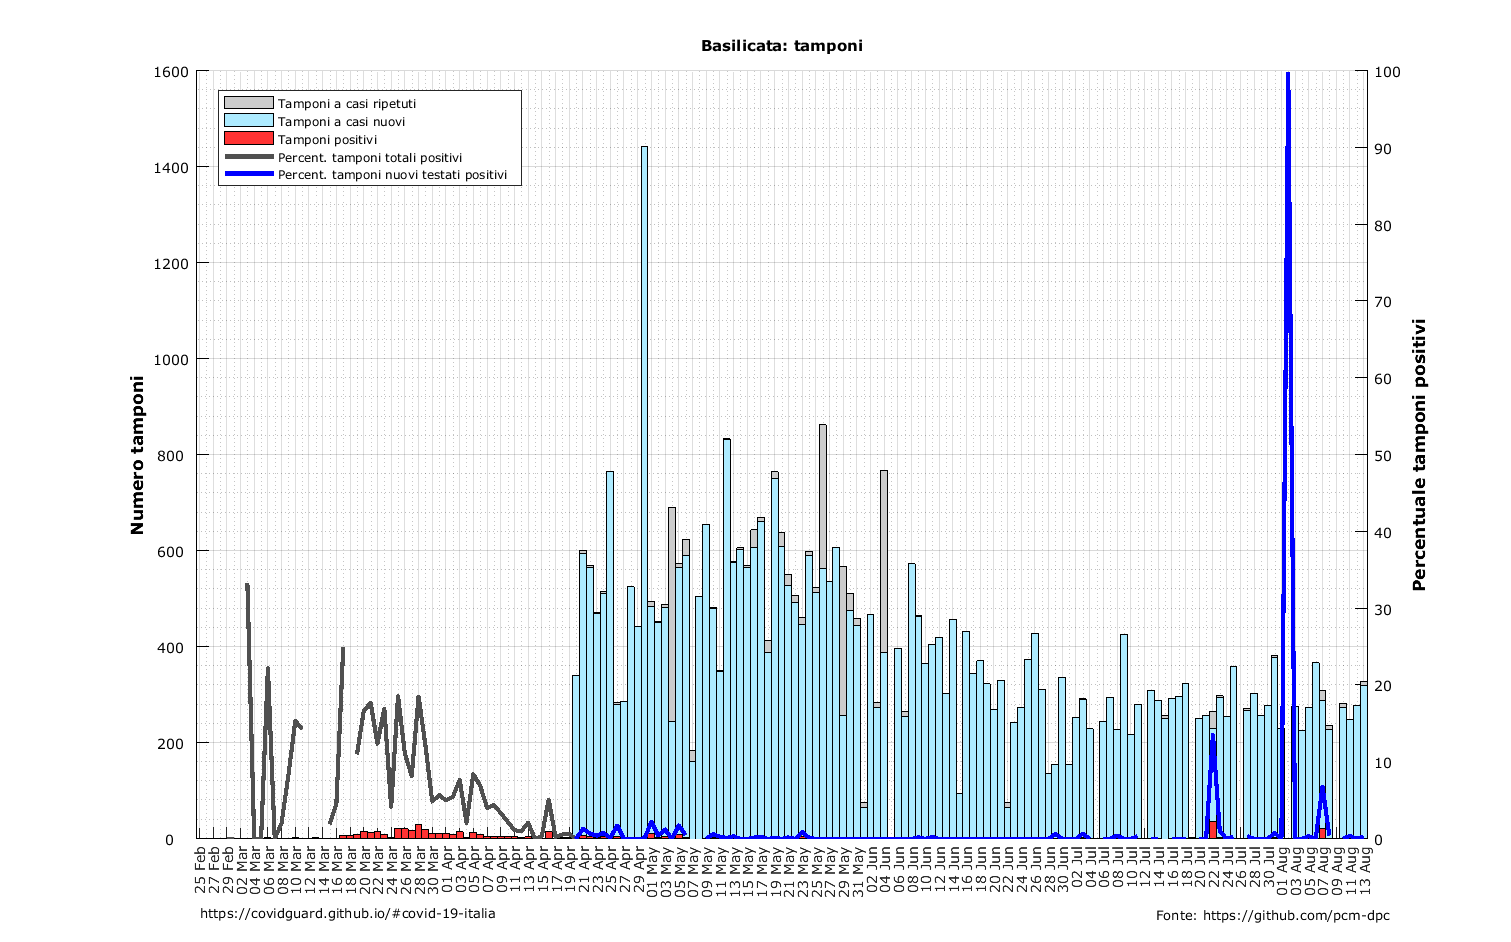 Basilicata: tamponi
1600
1400
1200
1000
800
600
400
200
0
Numero tamponi
Tamponi a casi ripetuti
Tamponi a casi nuovi
Tamponi positivi
Percent. tamponi totali positivi
Percent. tamponi nuovi testati positivi
100
90
80
70
60
50
40
30
20
10
0
Percentuale tamponi positivi
25 Feb
27 Feb
29 Feb
02 Mar
04 Mar
06 Mar
08 Mar
10 Mar
12 Mar
14 Mar
16 Mar
18 Mar
20 Mar
22 Mar
24 Mar
26 Mar
28 Mar
30 Mar
01 Apr
03 Apr
05 Apr
07 Apr
09 Apr
11 Apr
13 Apr
15 Apr
17 Apr
19 Apr
21 Apr
23 Apr
25 Apr
27 Apr
29 Apr
01 May
03 May
05 May
07 May
09 May
11 May
13 May
15 May
17 May
19 May
21 May
23 May
25 May
27 May
29 May
31 May
02 Jun
04 Jun
06 Jun
08 Jun
10 Jun
12 Jun
14 Jun
16 Jun
18 Jun
20 Jun
22 Jun
24 Jun
26 Jun
28 Jun
30 Jun
02 Jul
04 Jul
06 Jul
08 Jul
10 Jul
12 Jul
14 Jul
16 Jul
18 Jul
20 Jul
22 Jul
24 Jul
26 Jul
28 Jul
30 Jul
01 Aug
03 Aug
05 Aug
07 Aug
09 Aug
11 Aug
13 Aug
https://covidguard.github.io/#covid-19-italia
Fonte: https://github.com/pcm-dpc